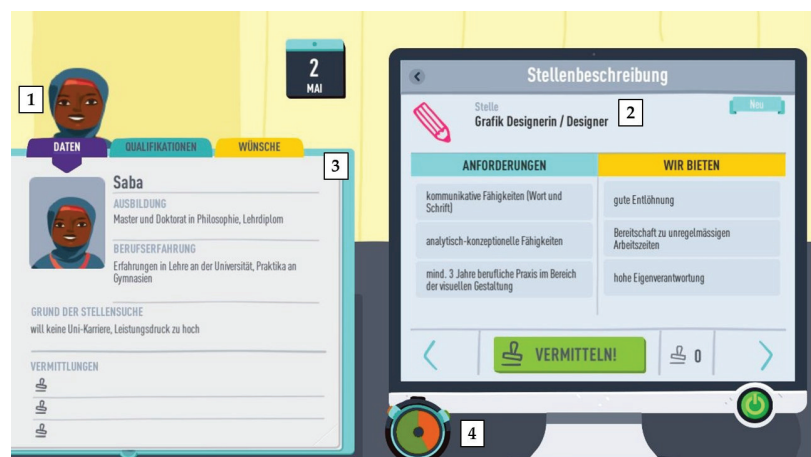 1
2
MAI
DATEN
QUALIFIKATIONEN
WÜNSCHE
3
Saba
AUSBILDUNG
Master und Doktorat in Philosophie, Lehrdiplom
BERUFSERFAHRUNG
Erfahrungen in Lehre an der Universität, Praktika an
Gymnasien
GRUND DER STELLENSUCHE
will keine Uni-Karriere, Leistungsdruck zu hoch
VERMITTLUNGEN
Stellenbeschreibung
Stelle
Grafik Designerin / Designer
2
Neu
ANFORDERUNGEN
WIR BIETEN
kommunikative Fähigkeiten (Wort und
Schrift)
gute Entlöhnung
analytisch-konzeptionelle Fähigkeiten
Bereitschaft zu unregelmässigen
Arbeitszeiten
mind. 3 Jahre berufliche Praxis im Bereich
der visuellen Gestaltung
hohe Eigenverantwortung
VERMITTELN!
0
4